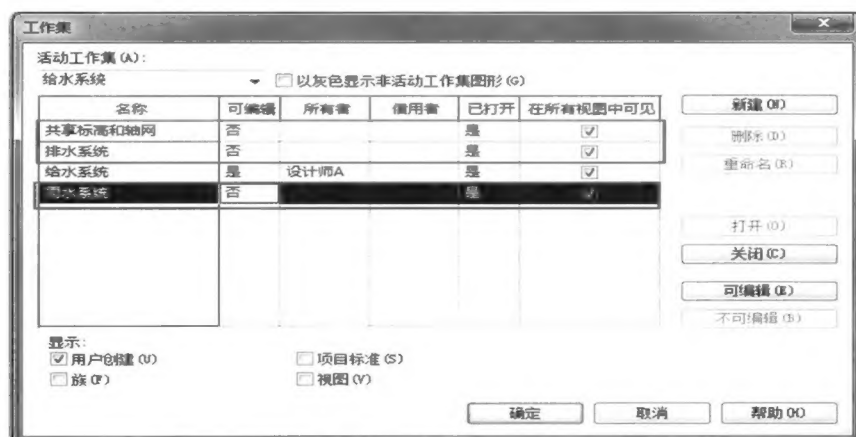 工作集
活动工作集(A):
给水系统
以灰色显示非活动工作集图形(G)
名称 可编辑 所有者 借用者 已打开 在所有视图中可见
共享标高和轴网 否 是
排水系统 否 是
给水系统 是 设计师A 是
水系统 否 是
新建(N)
删除(D)
重命名(R)
打开(O)
关闭(C)
可编辑(E)
不可编辑(B)
显示:
用户创建(U)
项目标准(S)
族(F)
视图(V)
确定 取消 帮助(H)